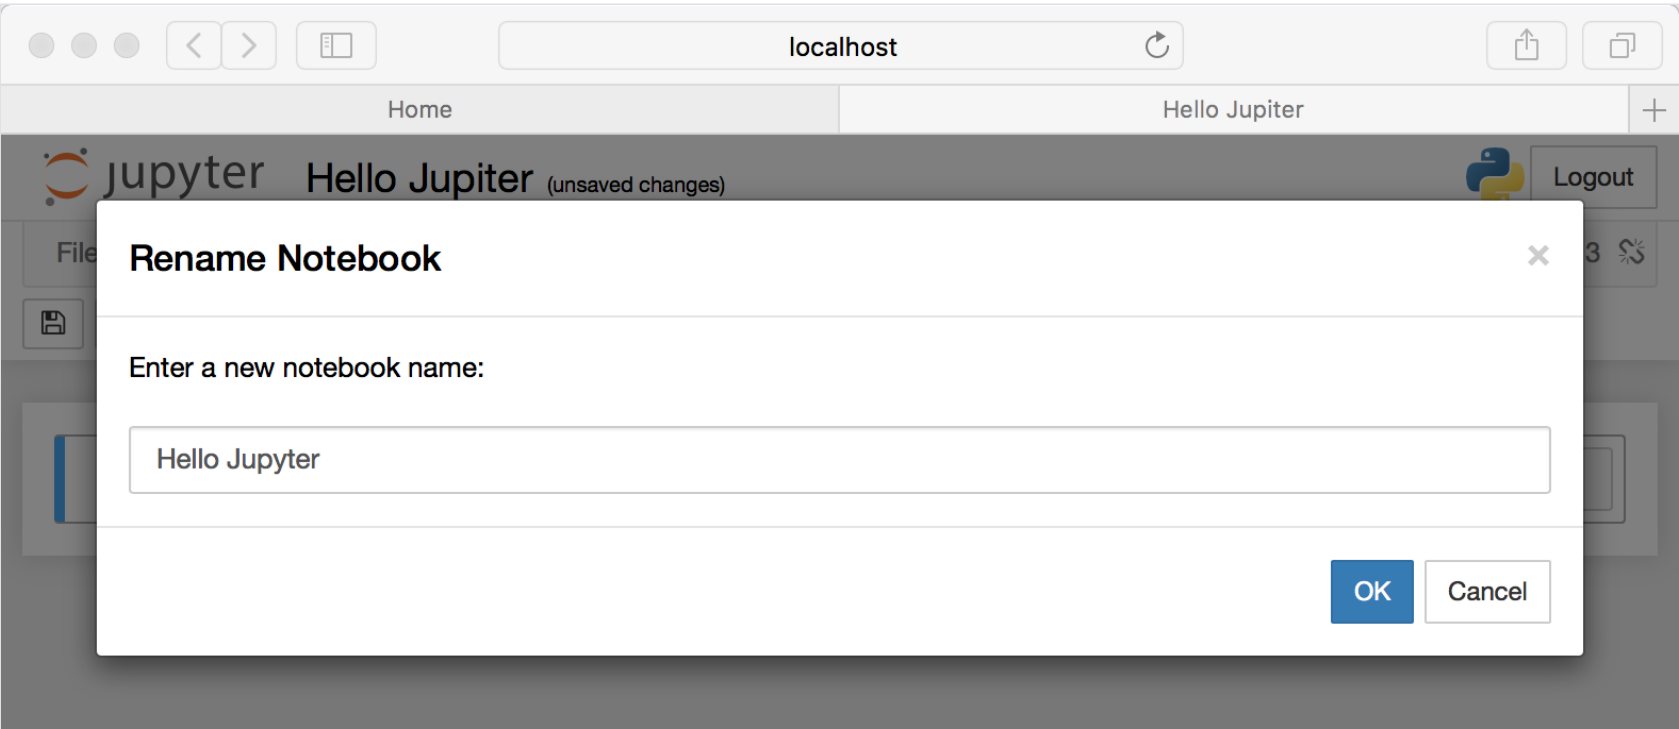 localhost
Home
Hello Jupiter
jupyter Hello Jupiter (unsaved changes)
Logout
File
3
Rename Notebook
×
Enter a new notebook name:
Hello Jupyter
OK
Cancel